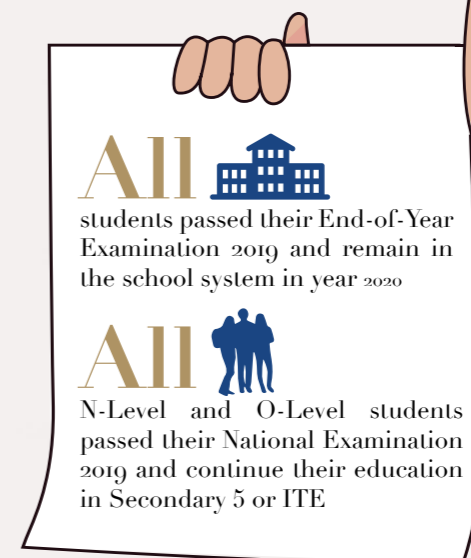 All
students passed their End-of-Year
Examination 2019 and remain in
the school system in year 2020
All
N-Level and O-Level students
passed their National Examination
2019 and continue their education
in Secondary 5 or ITE